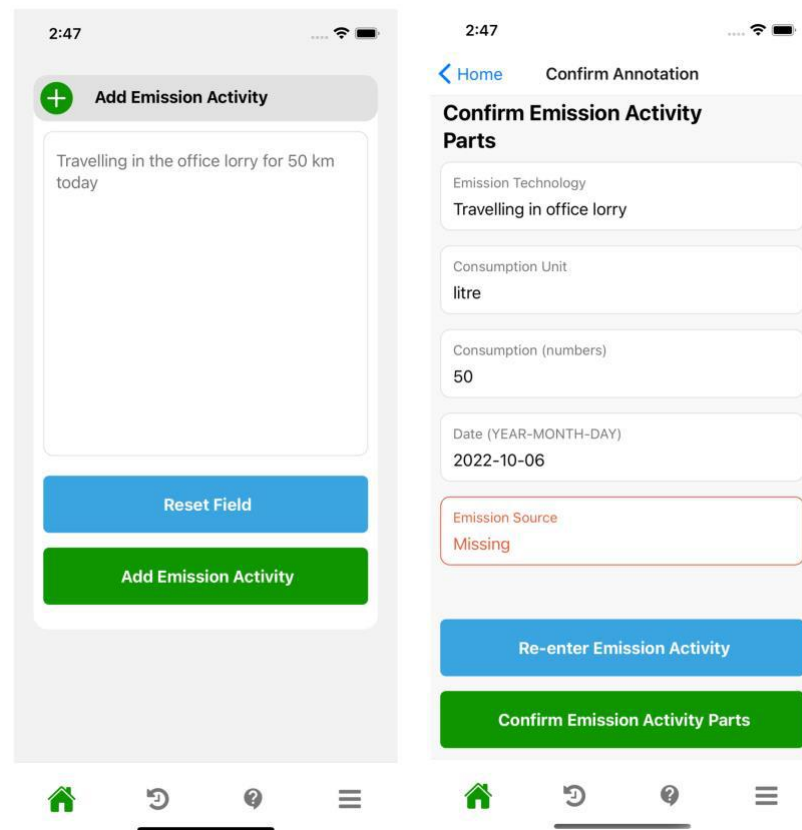 2:47
Add Emission Activity
Travelling in the office lorry for 50 km
today
Reset Field
Add Emission Activity
2:47
Home
Confirm Annotation
Confirm Emission Activity
Parts
Emission Technology
Travelling in office lorry
Consumption Unit
litre
Consumption (numbers)
50
Date (YEAR-MONTH-DAY)
2022-10-06
Emission Source
Missing
Re-enter Emission Activity
Confirm Emission Activity Parts